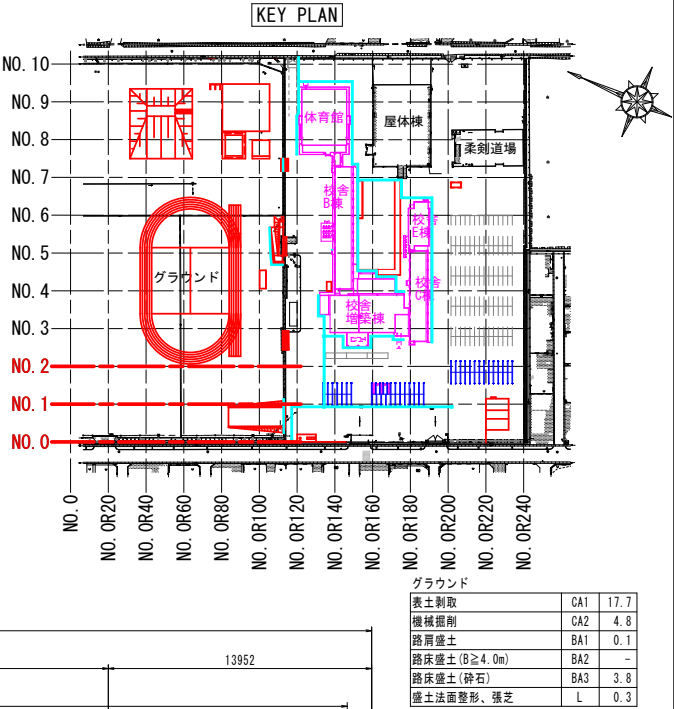 KEY PLAN
NO. 10
NO. 9
NO. 8
NO. 7
NO. 6
NO. 5
NO. 4
NO. 3
NO. 2
NO. 1
NO. 0
体育館
屋体棟
柔剣道場
校舎
B棟
校舎
E棟
校舎
C棟
グラウンド
校舎
増築棟
NO. 0
NO. 0R20
NO. 0R40
NO. 0R60
NO. 0R80
NO. 0R100
NO. 0R120
NO. 0R140
NO. 0R160
NO. 0R180
NO. 0R200
NO. 0R220
NO. 0R240
グラウンド
表土剥取 CA1 17.7
機械掘削 CA2 4.8
路肩盛土 BA1 0.1
路床盛土(B≧4.0m) BA2 -
路床盛土(砕石) BA3 3.8
盛土法面整形、張芝 L 0.3
13952